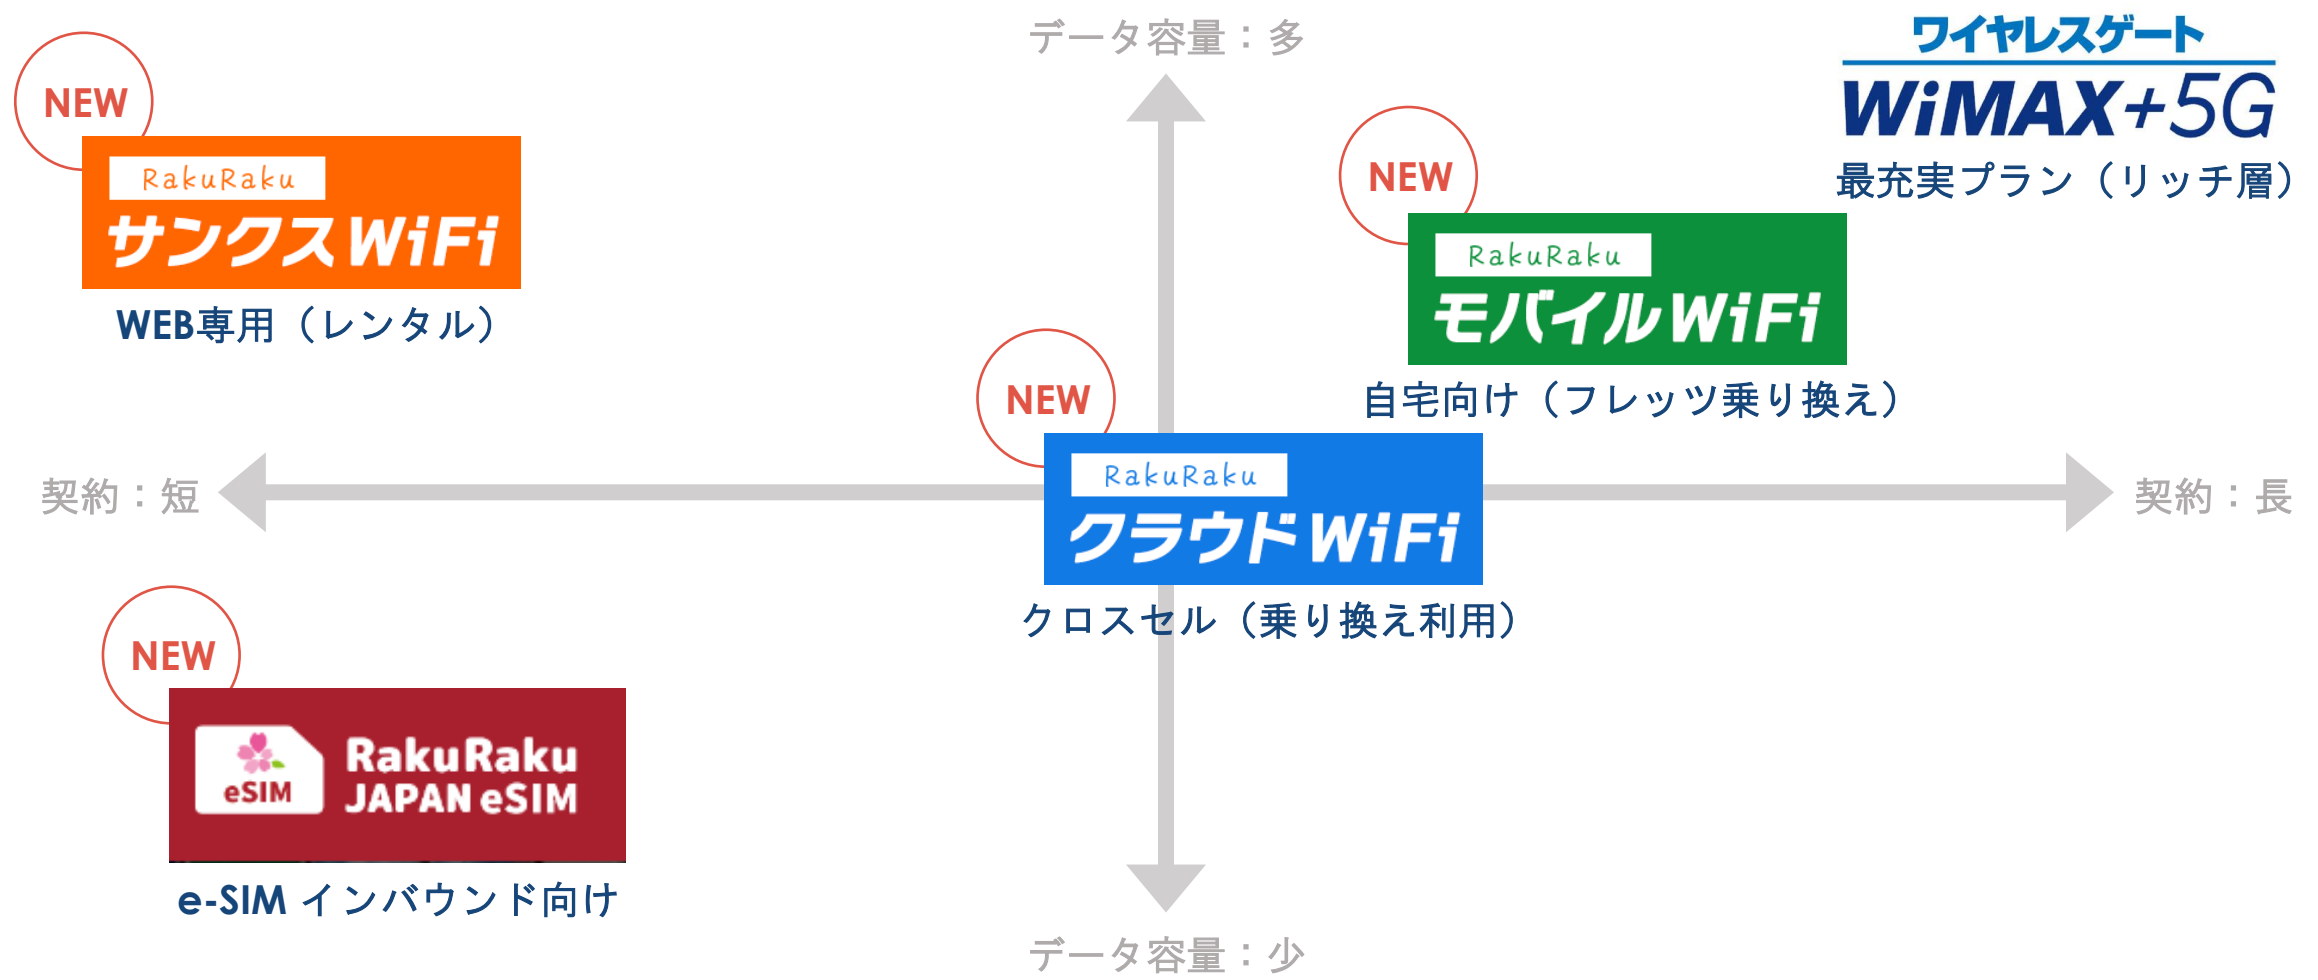 データ容量：多
ワイヤレスゲート
WiMAX+5G
最充実プラン（リッチ層）
NEW
RakuRaku
サンクスWiFi
WEB専用（レンタル）
NEW
RakuRaku
モバイルWiFi
自宅向け（フレッツ乗り換え）
NEW
RakuRaku
クラウドWiFi
クロスセル（乗り換え利用）
契約：短
契約：長
NEW
eSIM
RakuRaku
JAPAN eSIM
e-SIM インバウンド向け
データ容量：少